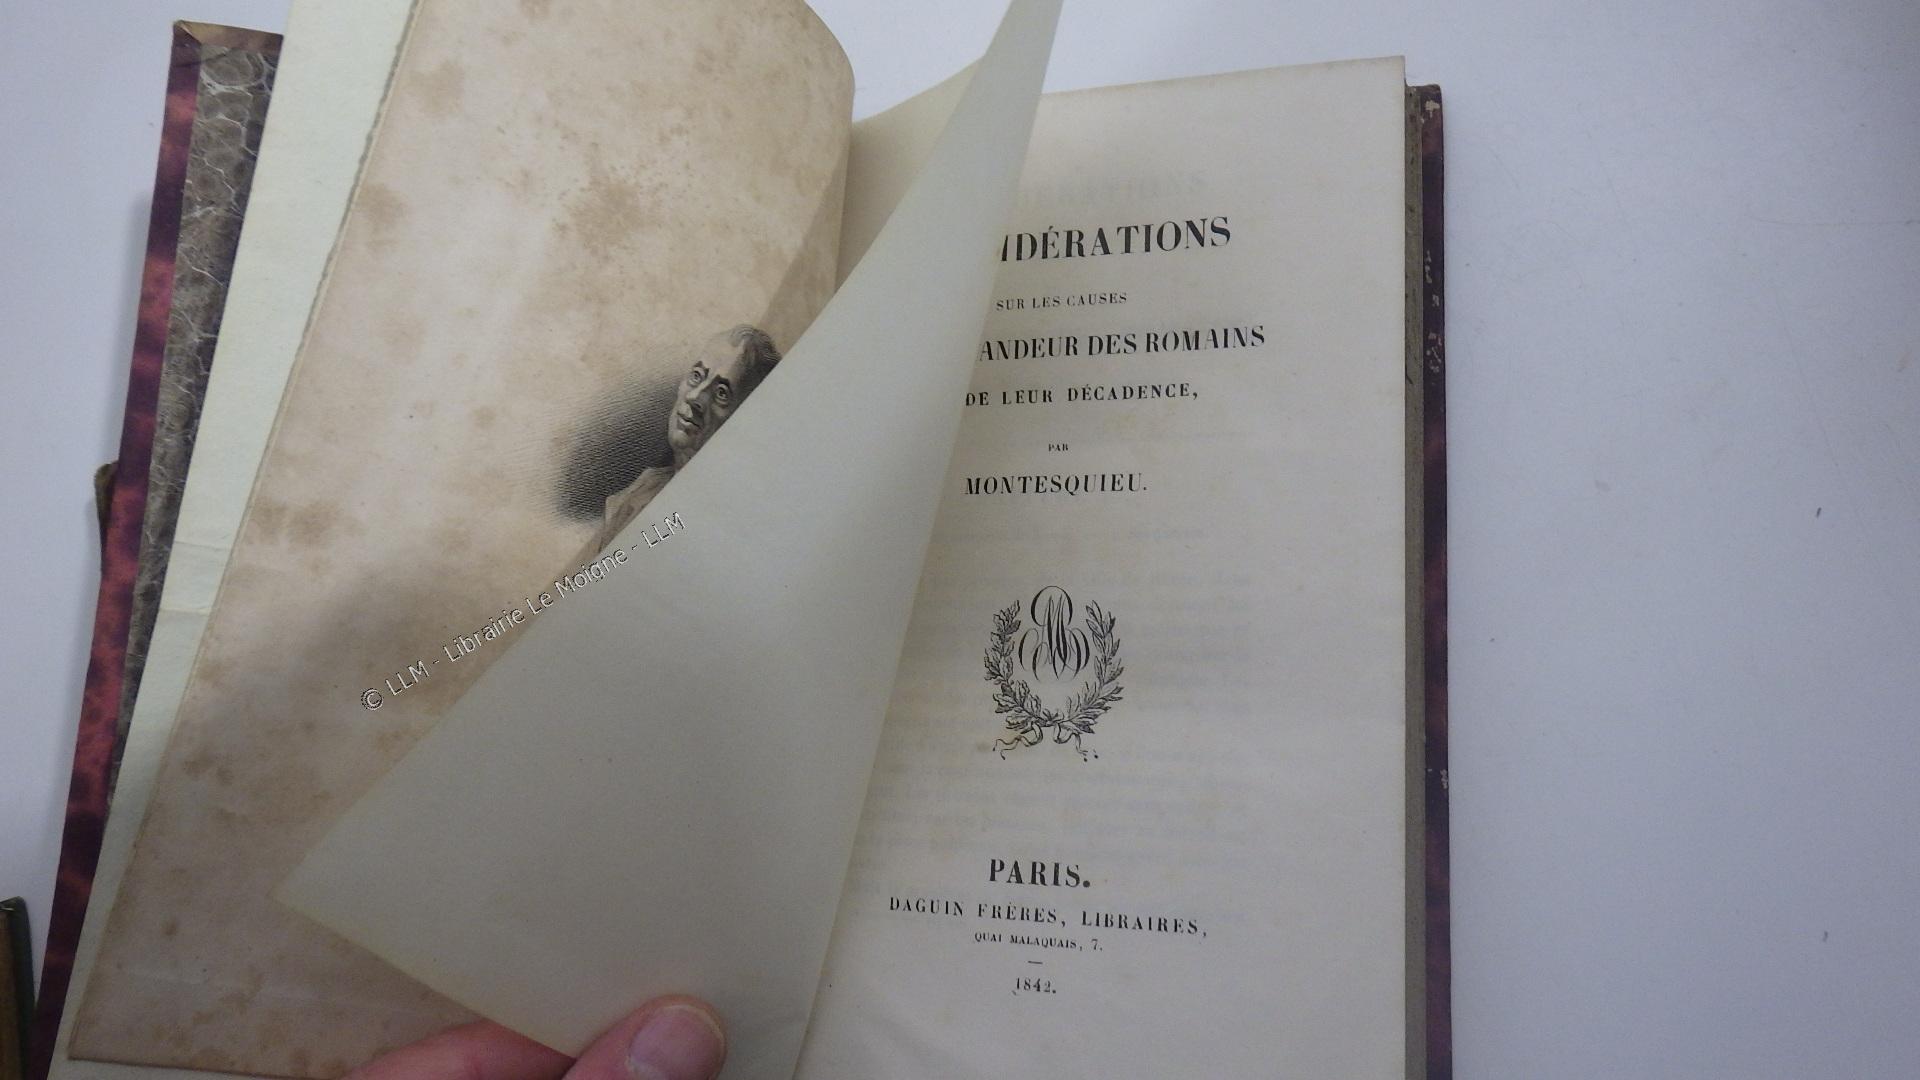 IDÉRATIONS
SUR LES CAUSES
ANDEUR DES ROMAINS
DE LEUR DÉCADENCE,
PAR
MONTESQUIEU.
PARIS.
DAGUIN FRÈRES, LIBRAIRES,
QUAI MALAQUAIS, 7.
1842.
© LLM - Librairie Le Moigne - LLM